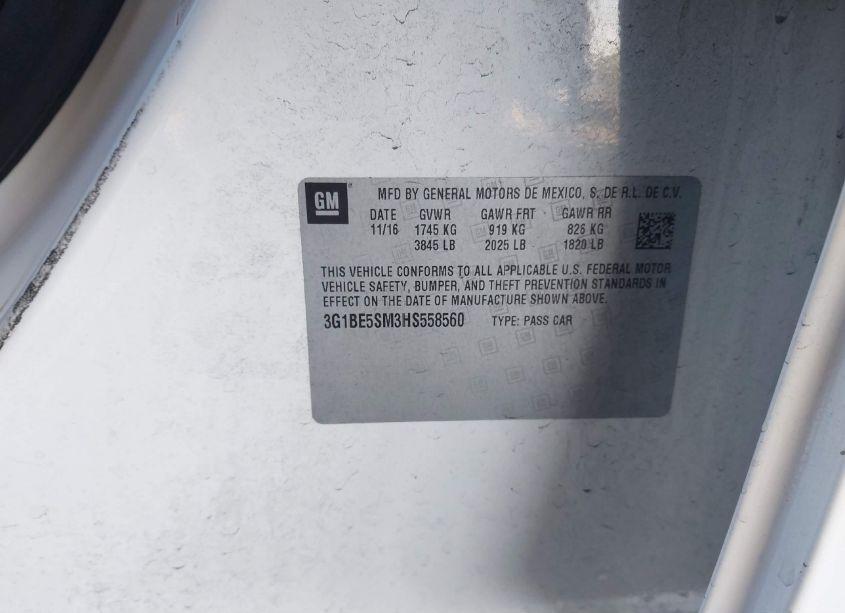 GM
MFD BY GENERAL MOTORS DE MEXICO, S. DE R.L. DE C.V.
DATE GVWR GAWR FRT GAWR RR
11/16 1745 KG 919 KG 826 KG
3845 LB 2025 LB 1820 LB
THIS VEHICLE CONFORMS TO ALL APPLICABLE U.S. FEDERAL MOTOR
VEHICLE SAFETY, BUMPER, AND THEFT PREVENTION STANDARDS IN
EFFECT ON THE DATE OF MANUFACTURE SHOWN ABOVE.
3G1BE5SM3HS558560 TYPE: PASS CAR